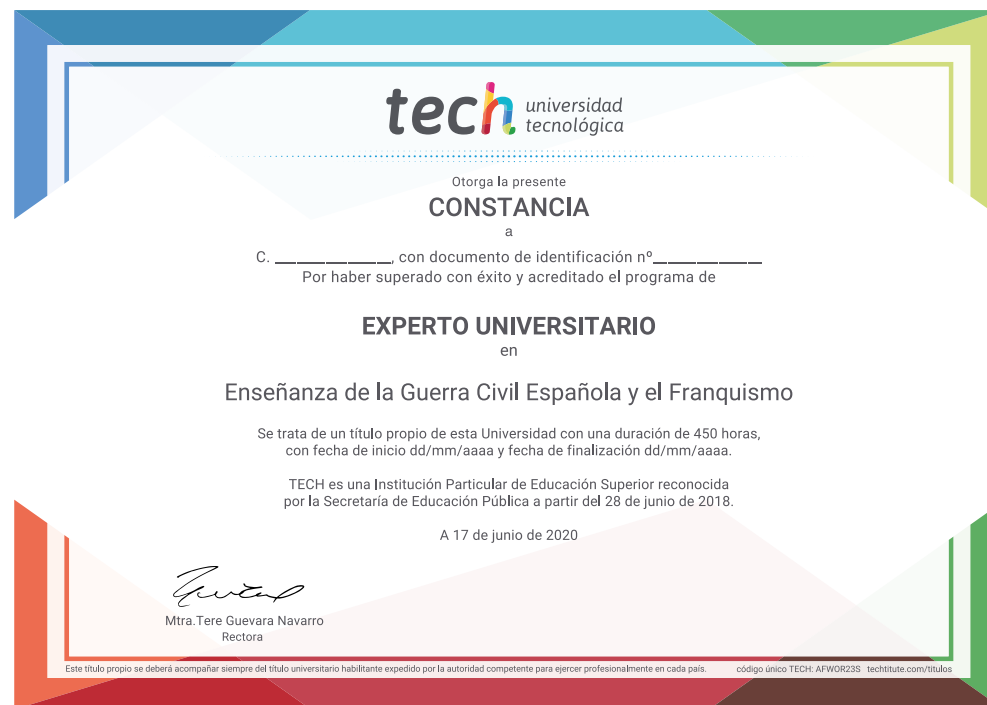 tech universidad
tecnológica
Otorga la presente
CONSTANCIA
a
C. ______________, con documento de identificación nº_____________
Por haber superado con éxito y acreditado el programa de
EXPERTO UNIVERSITARIO
en
Enseñanza de la Guerra Civil Española y el Franquismo
Se trata de un título propio de esta Universidad con una duración de 450 horas,
con fecha de inicio dd/mm/aaaa y fecha de finalización dd/mm/aaaa.
TECH es una Institución Particular de Educación Superior reconocida
por la Secretaría de Educación Pública a partir del 28 de junio de 2018.
A 17 de junio de 2020
Mtra.Tere Guevara Navarro
Rectora
Este título propio se deberá acompañar siempre del título universitario habilitante expedido por la autoridad competente para ejercer profesionalmente en cada país. código único TECH: AFWOR23S techtitute.com/titulos